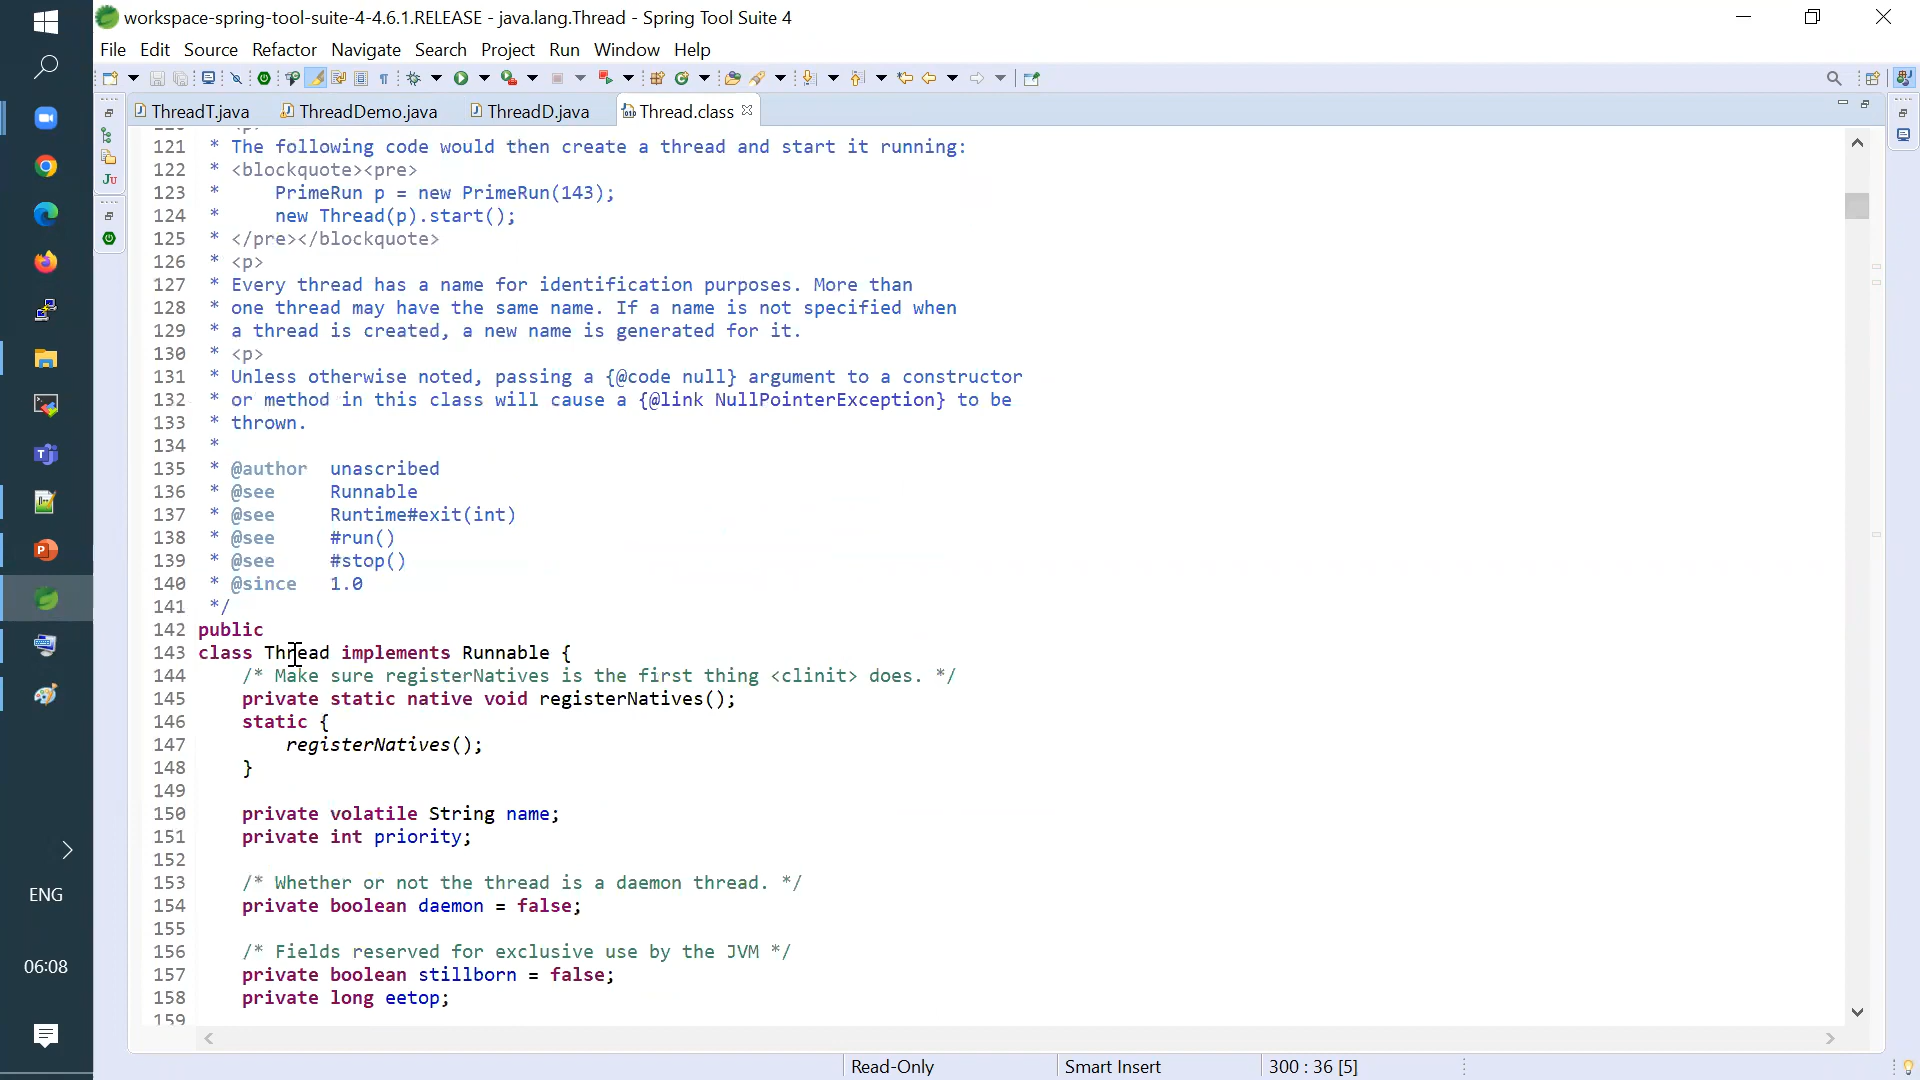 workspace-spring-tool-suite-4-4.6.1.RELEASE - java.lang.Thread - Spring Tool Suite 4
File Edit Source Refactor Navigate Search Project Run Window Help
ThreadT.java ThreadDemo.java ThreadD.java Thread.class
121 * The following code would then create a thread and start it running:
122 * <blockquote><pre>
123 * PrimeRun p = new PrimeRun(143);
124 * new Thread(p).start();
125 * </pre></blockquote>
126 * <p>
127 * Every thread has a name for identification purposes. More than
128 * one thread may have the same name. If a name is not specified when
129 * a thread is created, a new name is generated for it.
130 * <p>
131 * Unless otherwise noted, passing a {@code null} argument to a constructor
132 * or method in this class will cause a {@link NullPointerException} to be
133 * thrown.
134 *
135 * @author unascribed
136 * @see Runnable
137 * @see Runtime#exit(int)
138 * @see #run()
139 * @see #stop()
140 * @since 1.0
141 */
142 public
143 class Thread implements Runnable {
144 /* Make sure registerNatives is the first thing <clinit> does. */
145 private static native void registerNatives();
146 static {
147 registerNatives();
148 }
149
150 private volatile String name;
151 private int priority;
152
153 /* Whether or not the thread is a daemon thread. */
154 private boolean daemon = false;
155
156 /* Fields reserved for exclusive use by the JVM */
157 private boolean stillborn = false;
158 private long eetop;
159
ENG
06:08
Read-Only Smart Insert 300 : 36 [5]